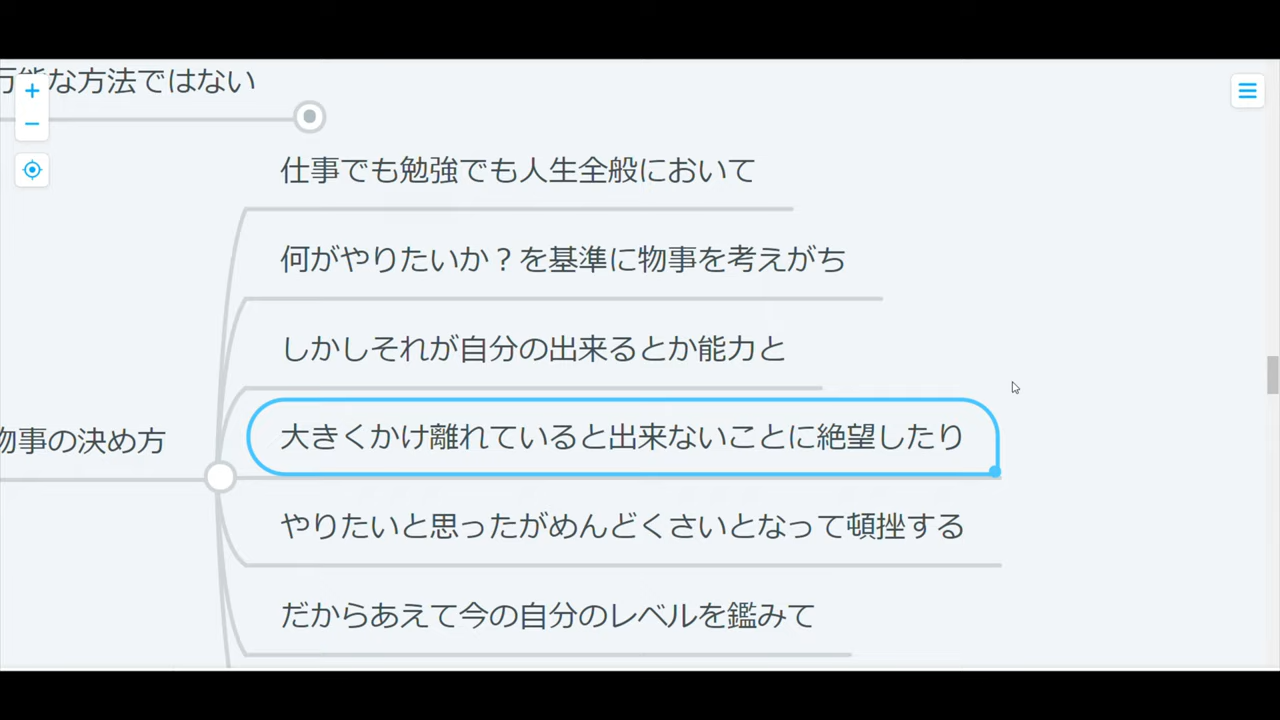 な方法ではない
仕事でも勉強でも人生全般において
何がやりたいか？を基準に物事を考えがち
しかしそれが自分の出来るとか能力と
物事の決め方
大きくかけ離れていると出来ないことに絶望したり
やりたいと思ったがめんどくさいとなって頓挫する
だからあえて今の自分のレベルを鑑みて